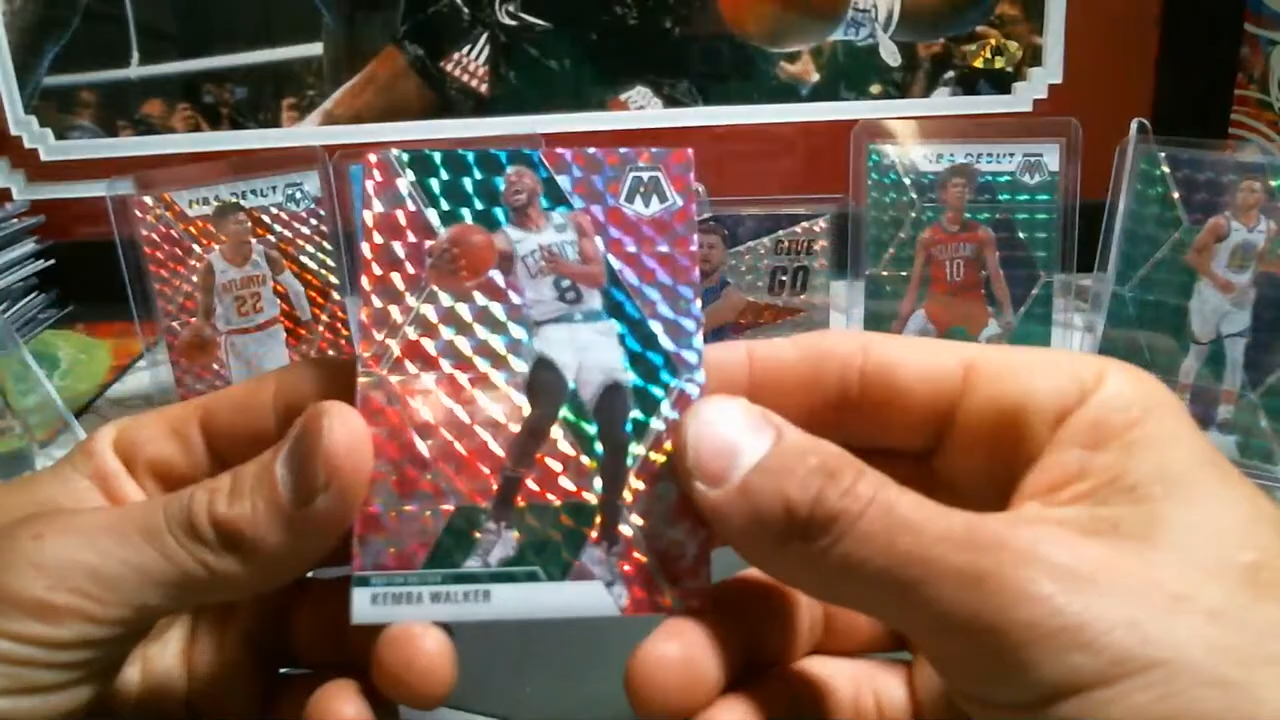 NBA DEBUT
ATLANTA
22
CELTICS
8
M
KEMBA WALKER
GIVE
GO
NBA DEBUT
M
PELICANS
10